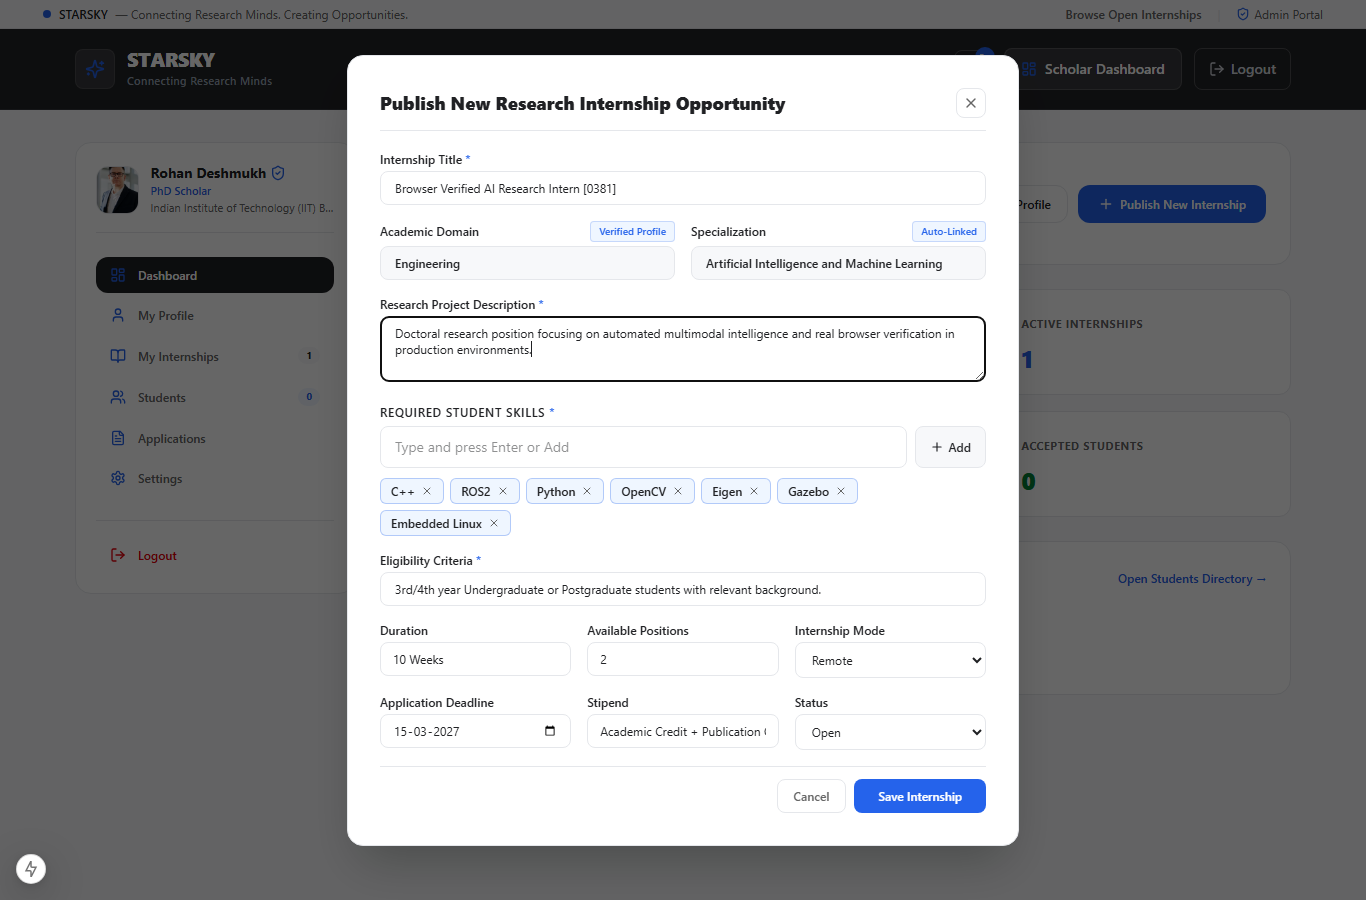 STARSKY — Connecting Research Minds. Creating Opportunities.
Browse Open Internships
Admin Portal
STARSKY
Connecting Research Minds
Scholar Dashboard
Logout
Rohan Deshmukh
PhD Scholar
Indian Institute of Technology (IIT) B...
Dashboard
My Profile
My Internships 1
Students 0
Applications
Settings
Logout
Profile
+ Publish New Internship
ACTIVE INTERNSHIPS
1
ACCEPTED STUDENTS
0
Open Students Directory →
Publish New Research Internship Opportunity
Internship Title *
Browser Verified AI Research Intern [0381]
Academic Domain Verified Profile
Engineering
Specialization Auto-Linked
Artificial Intelligence and Machine Learning
Research Project Description *
Doctoral research position focusing on automated multimodal intelligence and real browser verification in
production environments.
REQUIRED STUDENT SKILLS *
Type and press Enter or Add
+ Add
C++ × ROS2 × Python × OpenCV × Eigen × Gazebo ×
Embedded Linux ×
Eligibility Criteria *
3rd/4th year Undergraduate or Postgraduate students with relevant background.
Duration
10 Weeks
Available Positions
2
Internship Mode
Remote
Application Deadline
15-03-2027
Stipend
Academic Credit + Publication
Status
Open
Cancel
Save Internship